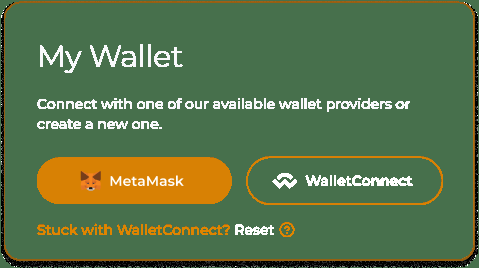 My Wallet
Connect with one of our available wallet providers or
create a new one.
MetaMask
WalletConnect
Stuck with WalletConnect? Reset ?